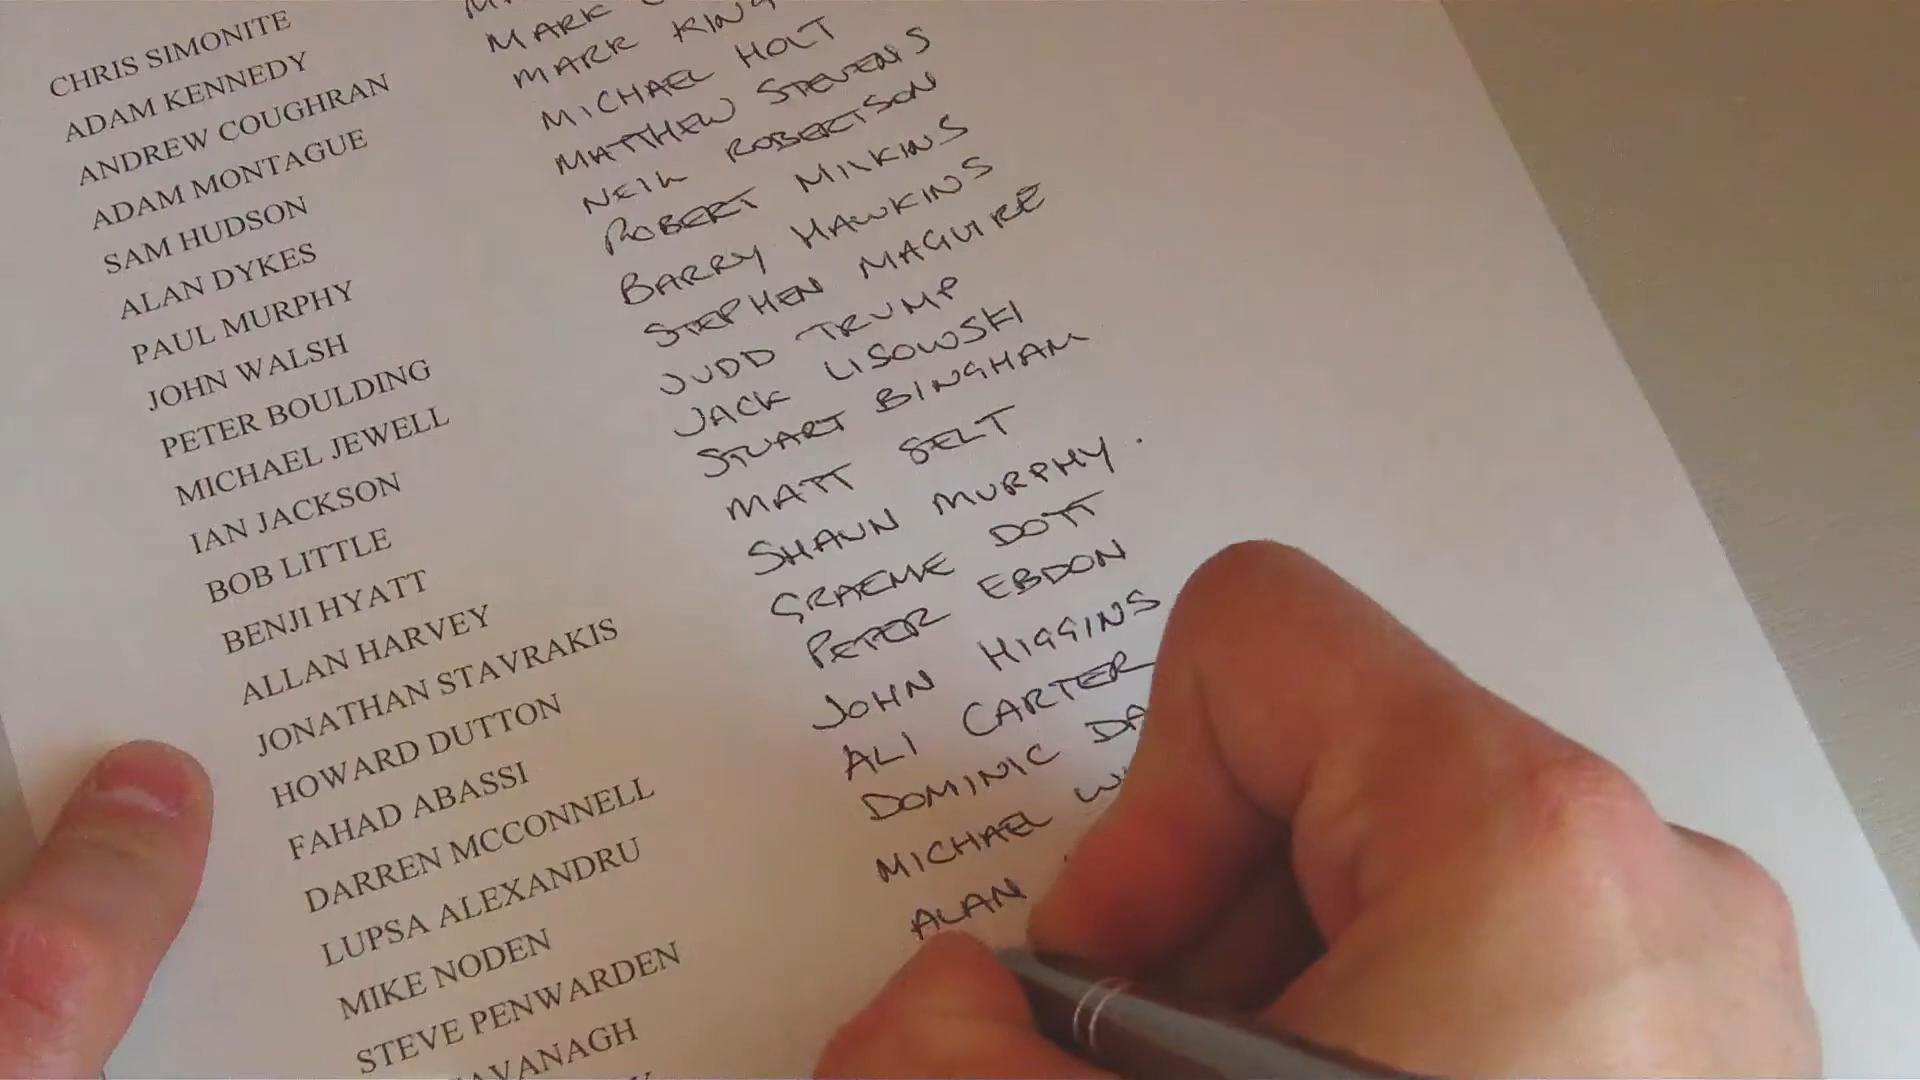 CHRIS SIMONITE
ADAM KENNEDY
ANDREW COUGHRAN
ADAM MONTAGUE
SAM HUDSON
ALAN DYKES
PAUL MURPHY
JOHN WALSH
PETER BOULDING
MICHAEL JEWELL
IAN JACKSON
BOB LITTLE
BENJI HYATT
ALLAN HARVEY
JONATHAN STAVRAKIS
HOWARD DUTTON
FAHAD ABASSI
DARREN MCCONNELL
LUPSA ALEXANDRU
MIKE NODEN
STEVE PENWARDEN
AVANAGH
MARK
MARK KING
MICHAEL HOLT
MATTHEW STEVENS
NEIL ROBERTSON
ROBERT MILKINS
BARRY HAWKINS
STEPHEN MAGUIRE
JUDD TRUMP
JACK LISOWSKI
STUART BINGHAM
MATT SELT
SHAUN MURPHY.
GRAEME DOTT
PETER EBDON
JOHN HIGGINS
ALI CARTER
DOMINIC DA
MICHAEL W
ALAN